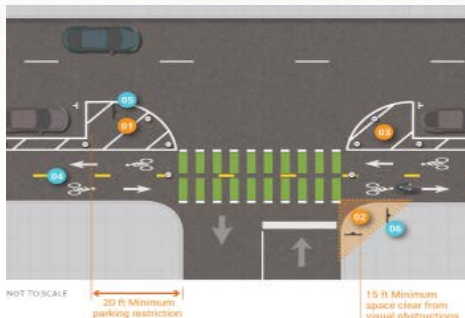 05
01
03
04
02
06
NOT TO SCALE
20 ft Minimum
parking restriction
15 ft Minimum
space clear from
visual obstructions